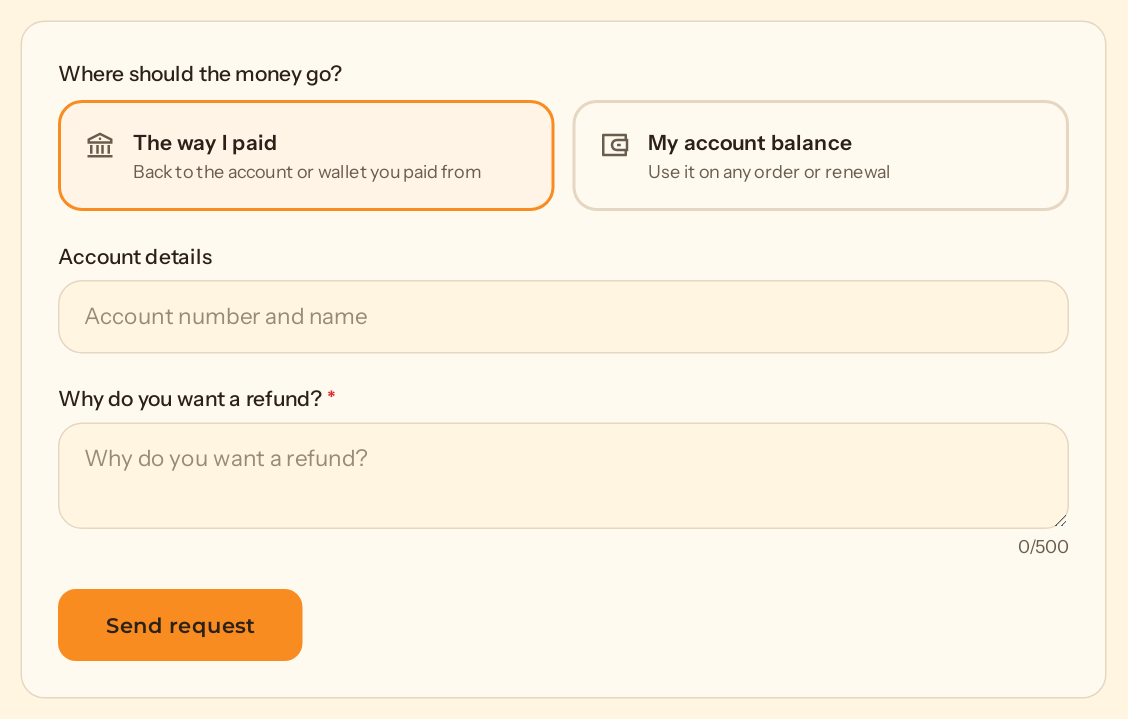 Where should the money go?
The way I paid
Back to the account or wallet you paid from
My account balance
Use it on any order or renewal
Account details
Account number and name
Why do you want a refund? *
Why do you want a refund?
0/500
Send request